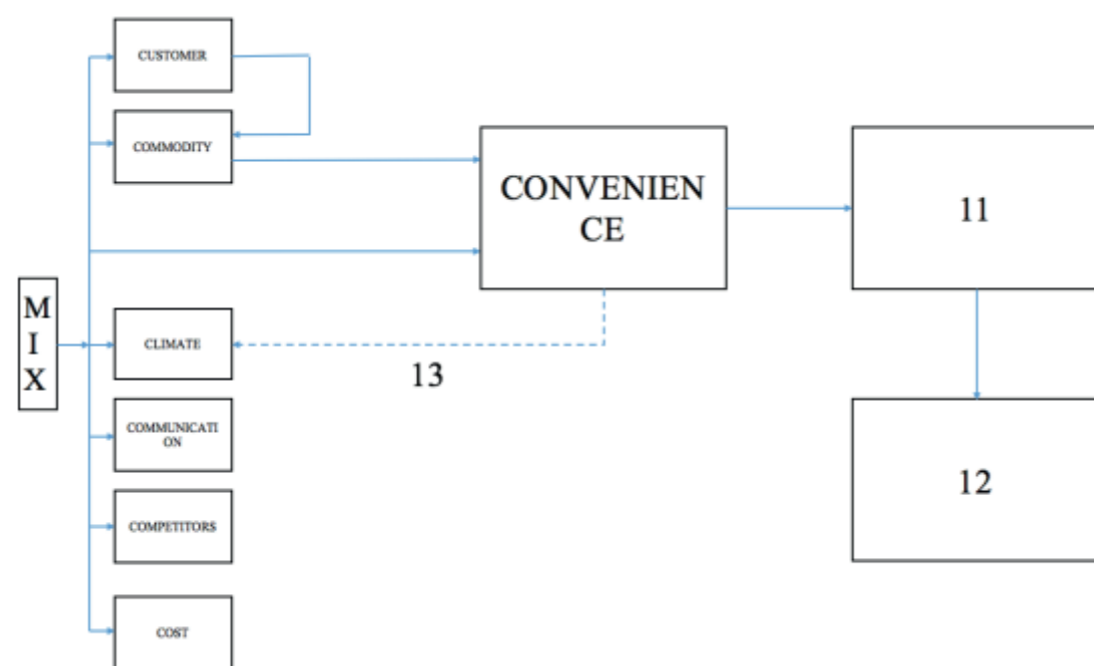 CUSTOMER
COMMODITY
CONVENIEN
CE
11
M
I
X
CLIMATE
13
COMMUNICATI
ON
12
COMPETITORS
COST